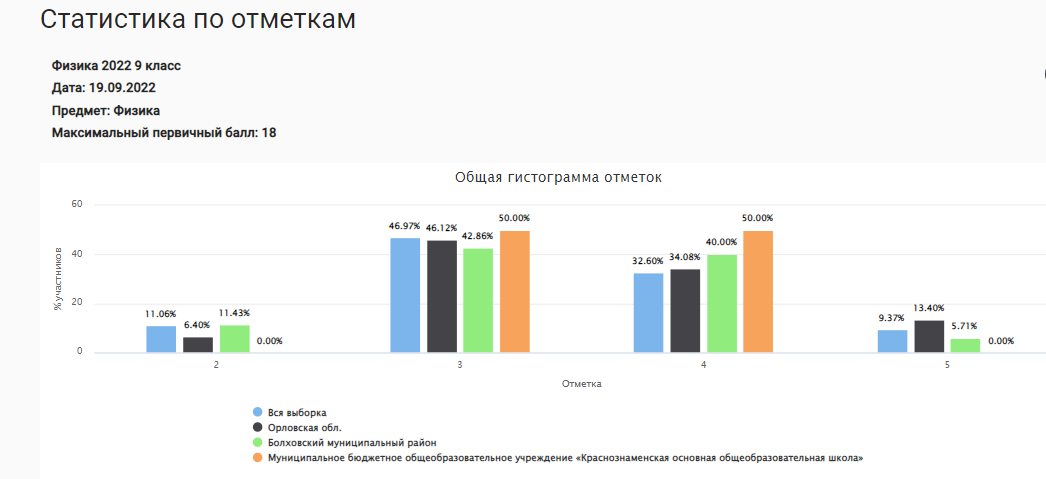 Статистика по отметкам
Физика 2022 9 класс
Дата: 19.09.2022
Предмет: Физика
Максимальный первичный балл: 18
Общая гистограмма отметок
% участников
60
40
20
0
11.06%
6.40%
11.43%
0.00%
46.97%
46.12%
42.86%
50.00%
32.60%
34.08%
40.00%
50.00%
9.37%
13.40%
5.71%
0.00%
2
3
4
5
Отметка
Вся выборка
Орловская обл.
Болховский муниципальный район
Муниципальное бюджетное общеобразовательное учреждение «Краснознаменская основная общеобразовательная школа»